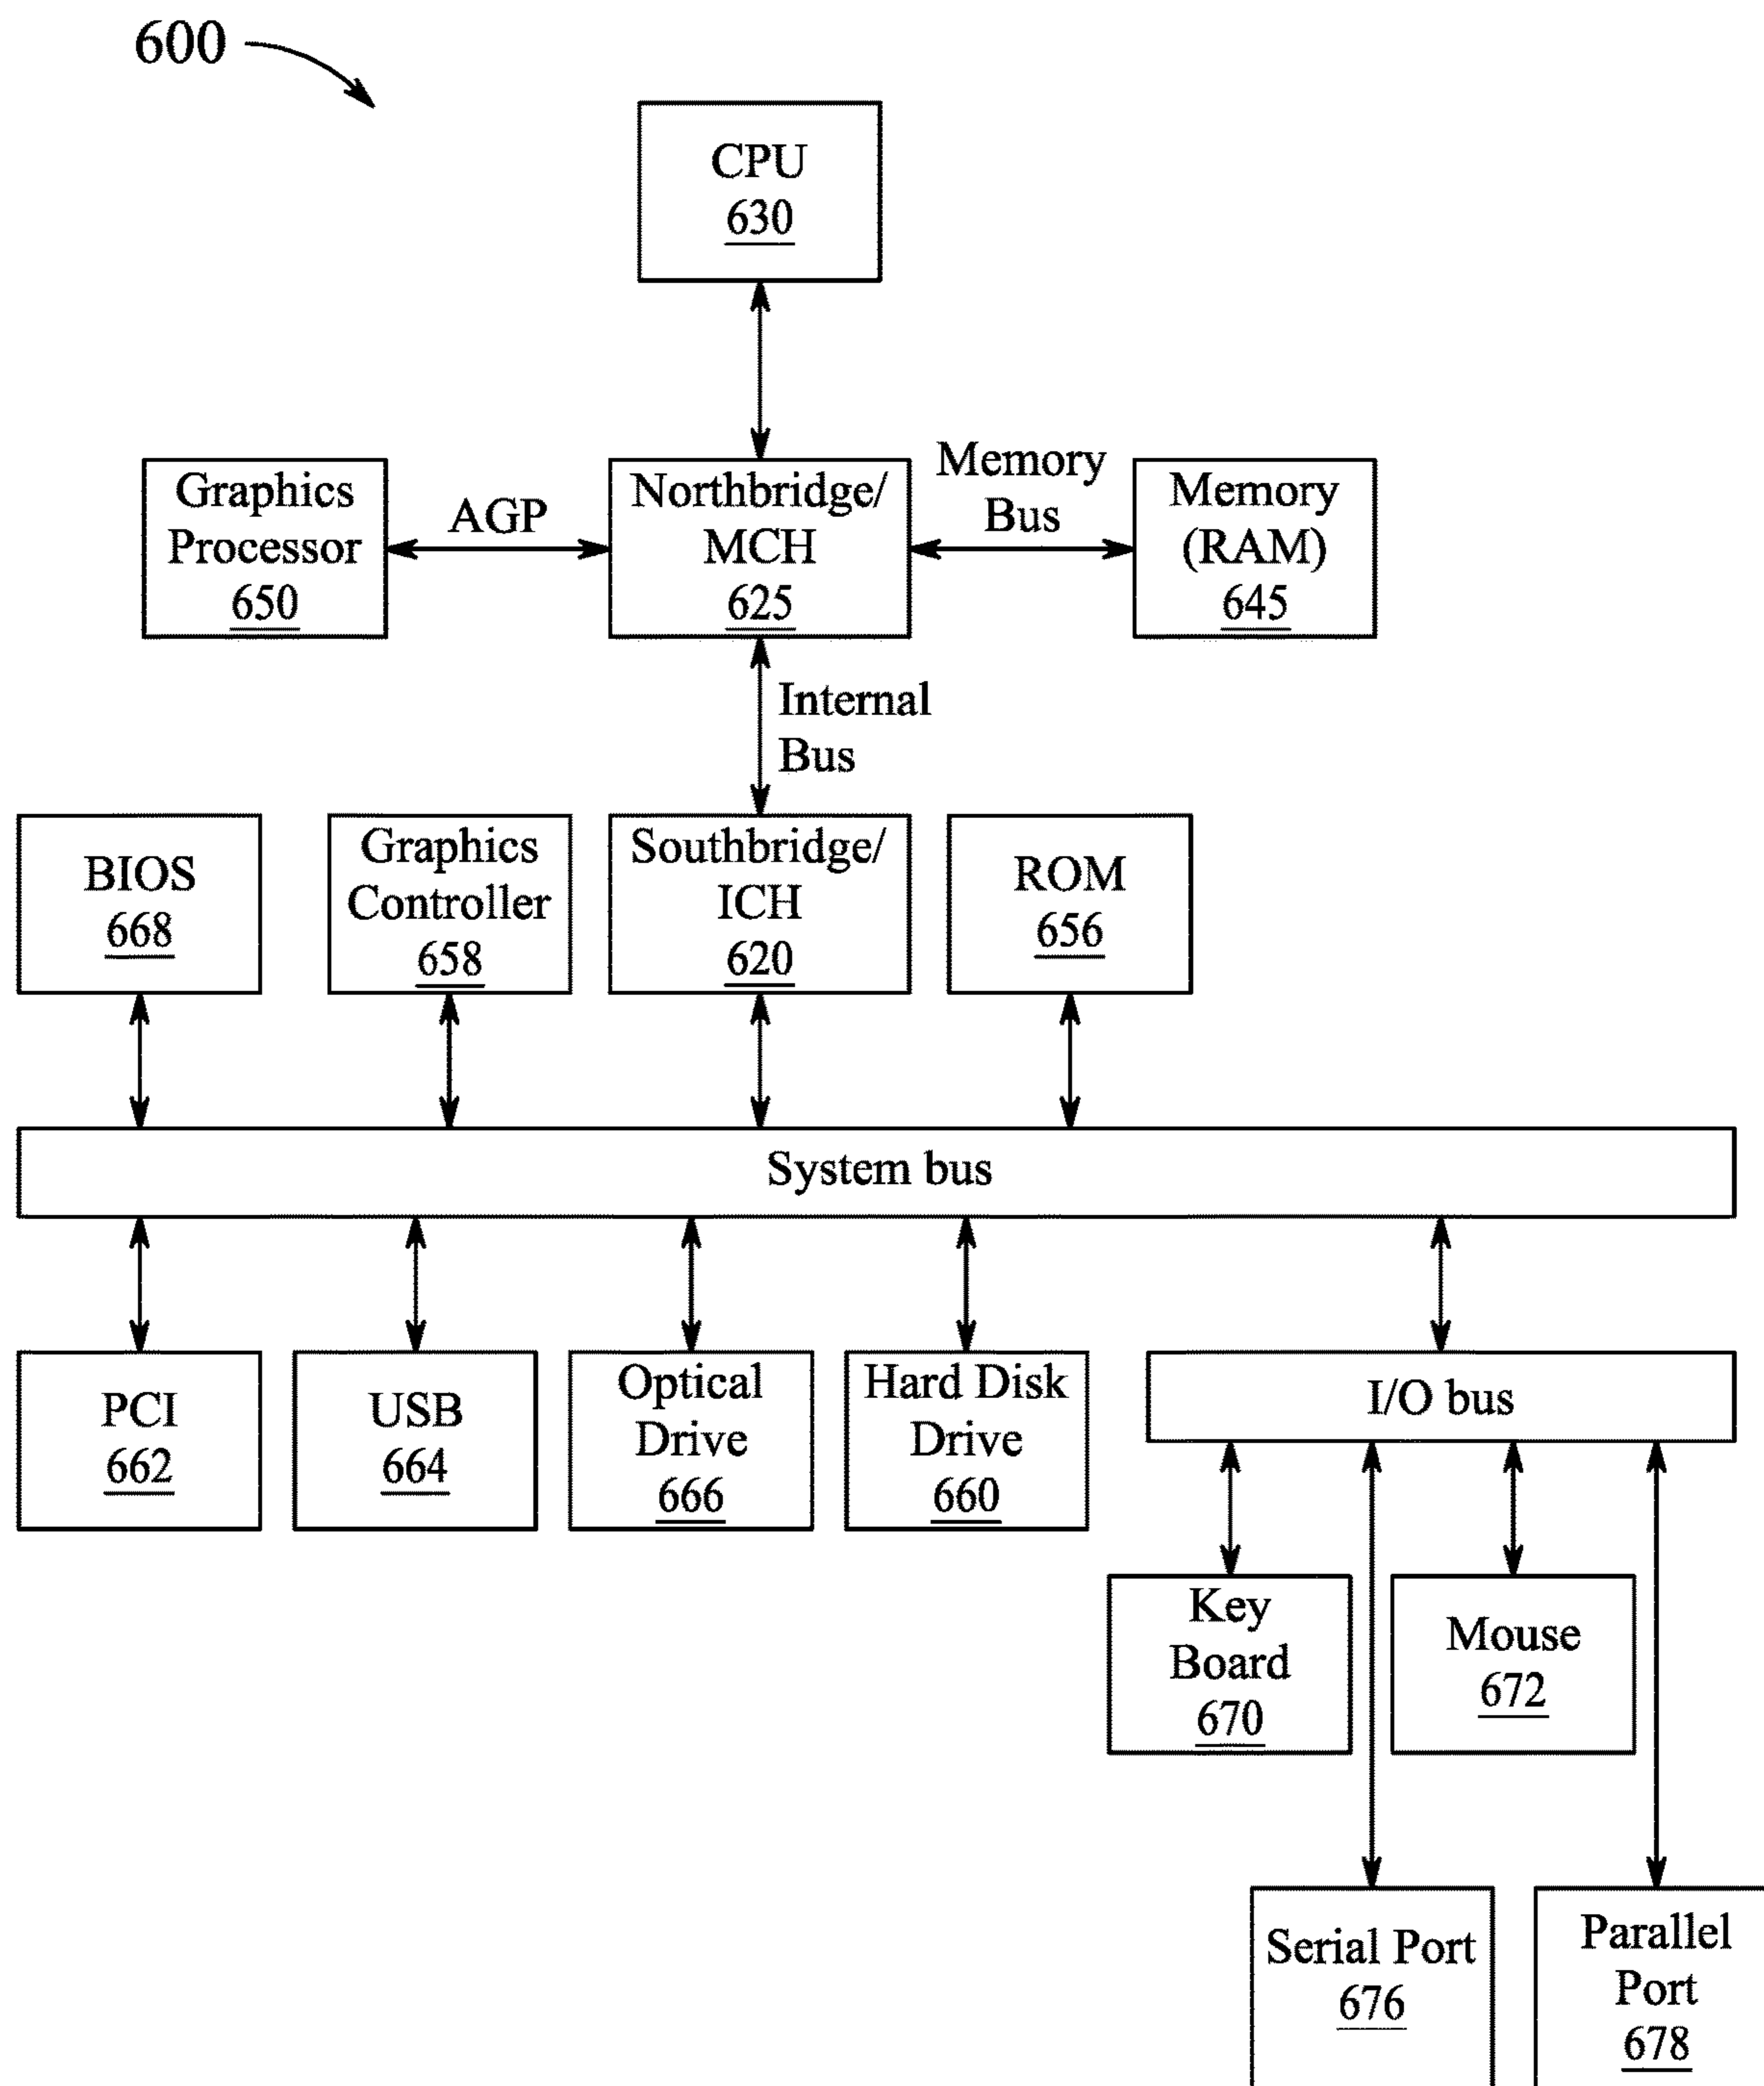 600
CPU
630
Graphics
Processor
650
AGP
Northbridge/
MCH
625
Memory
Bus
Memory
(RAM)
645
Internal
Bus
BIOS
668
Graphics
Controller
658
Southbridge/
ICH
620
ROM
656
System bus
PCI
662
USB
664
Optical
Drive
666
Hard Disk
Drive
660
I/O bus
Key
Board
670
Mouse
672
Serial Port
676
Parallel
Port
678